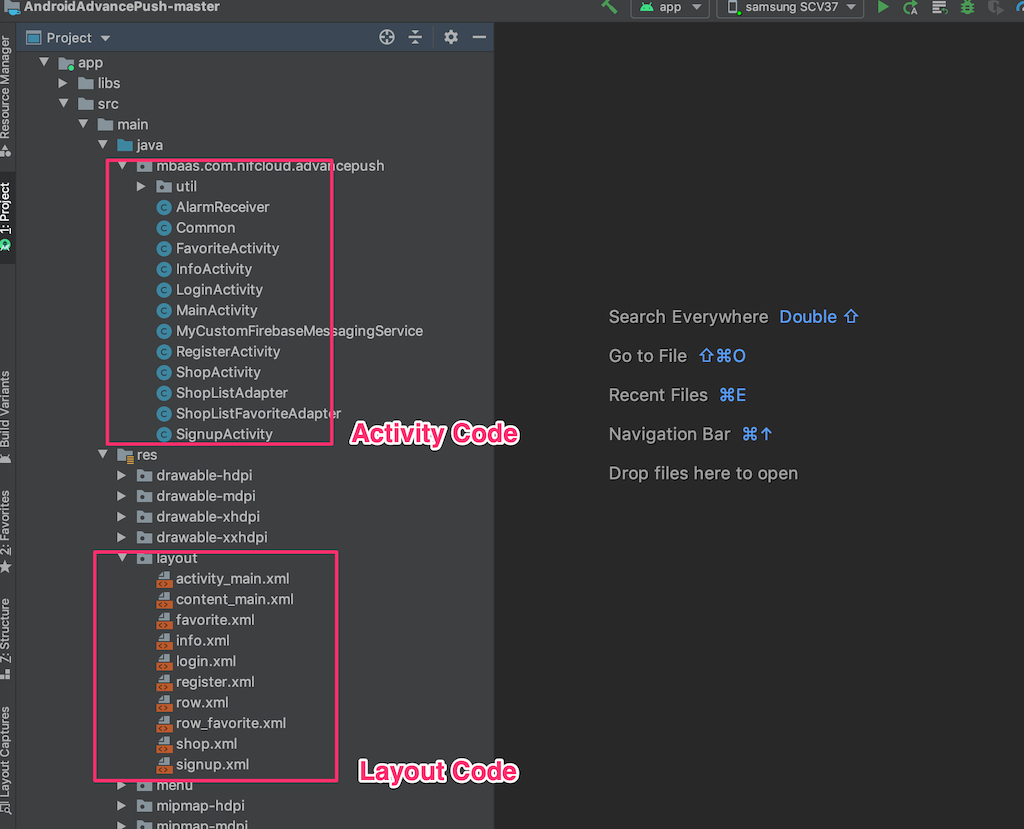 AndroidAdvancePush-master
app
samsung SCV37
Project
Resource Manager
1: Project
Build Variants
2: Favorites
7: Structure
Layout Captures
app
libs
src
main
java
mbaas.com.nifcloud.advancepush
util
AlarmReceiver
Common
FavoriteActivity
InfoActivity
LoginActivity
MainActivity
MyCustomFirebaseMessagingService
RegisterActivity
ShopActivity
ShopListAdapter
ShopListFavoriteAdapter
SignupActivity
Activity Code
res
drawable-hdpi
drawable-mdpi
drawable-xhdpi
drawable-xxhdpi
layout
activity_main.xml
content_main.xml
favorite.xml
info.xml
login.xml
register.xml
row.xml
row_favorite.xml
shop.xml
signup.xml
Layout Code
menu
mipmap-hdpi
mipmap-mdpi
Search Everywhere Double ⇧
Go to File ⇧⌘O
Recent Files ⌘E
Navigation Bar ⌘↑
Drop files here to open